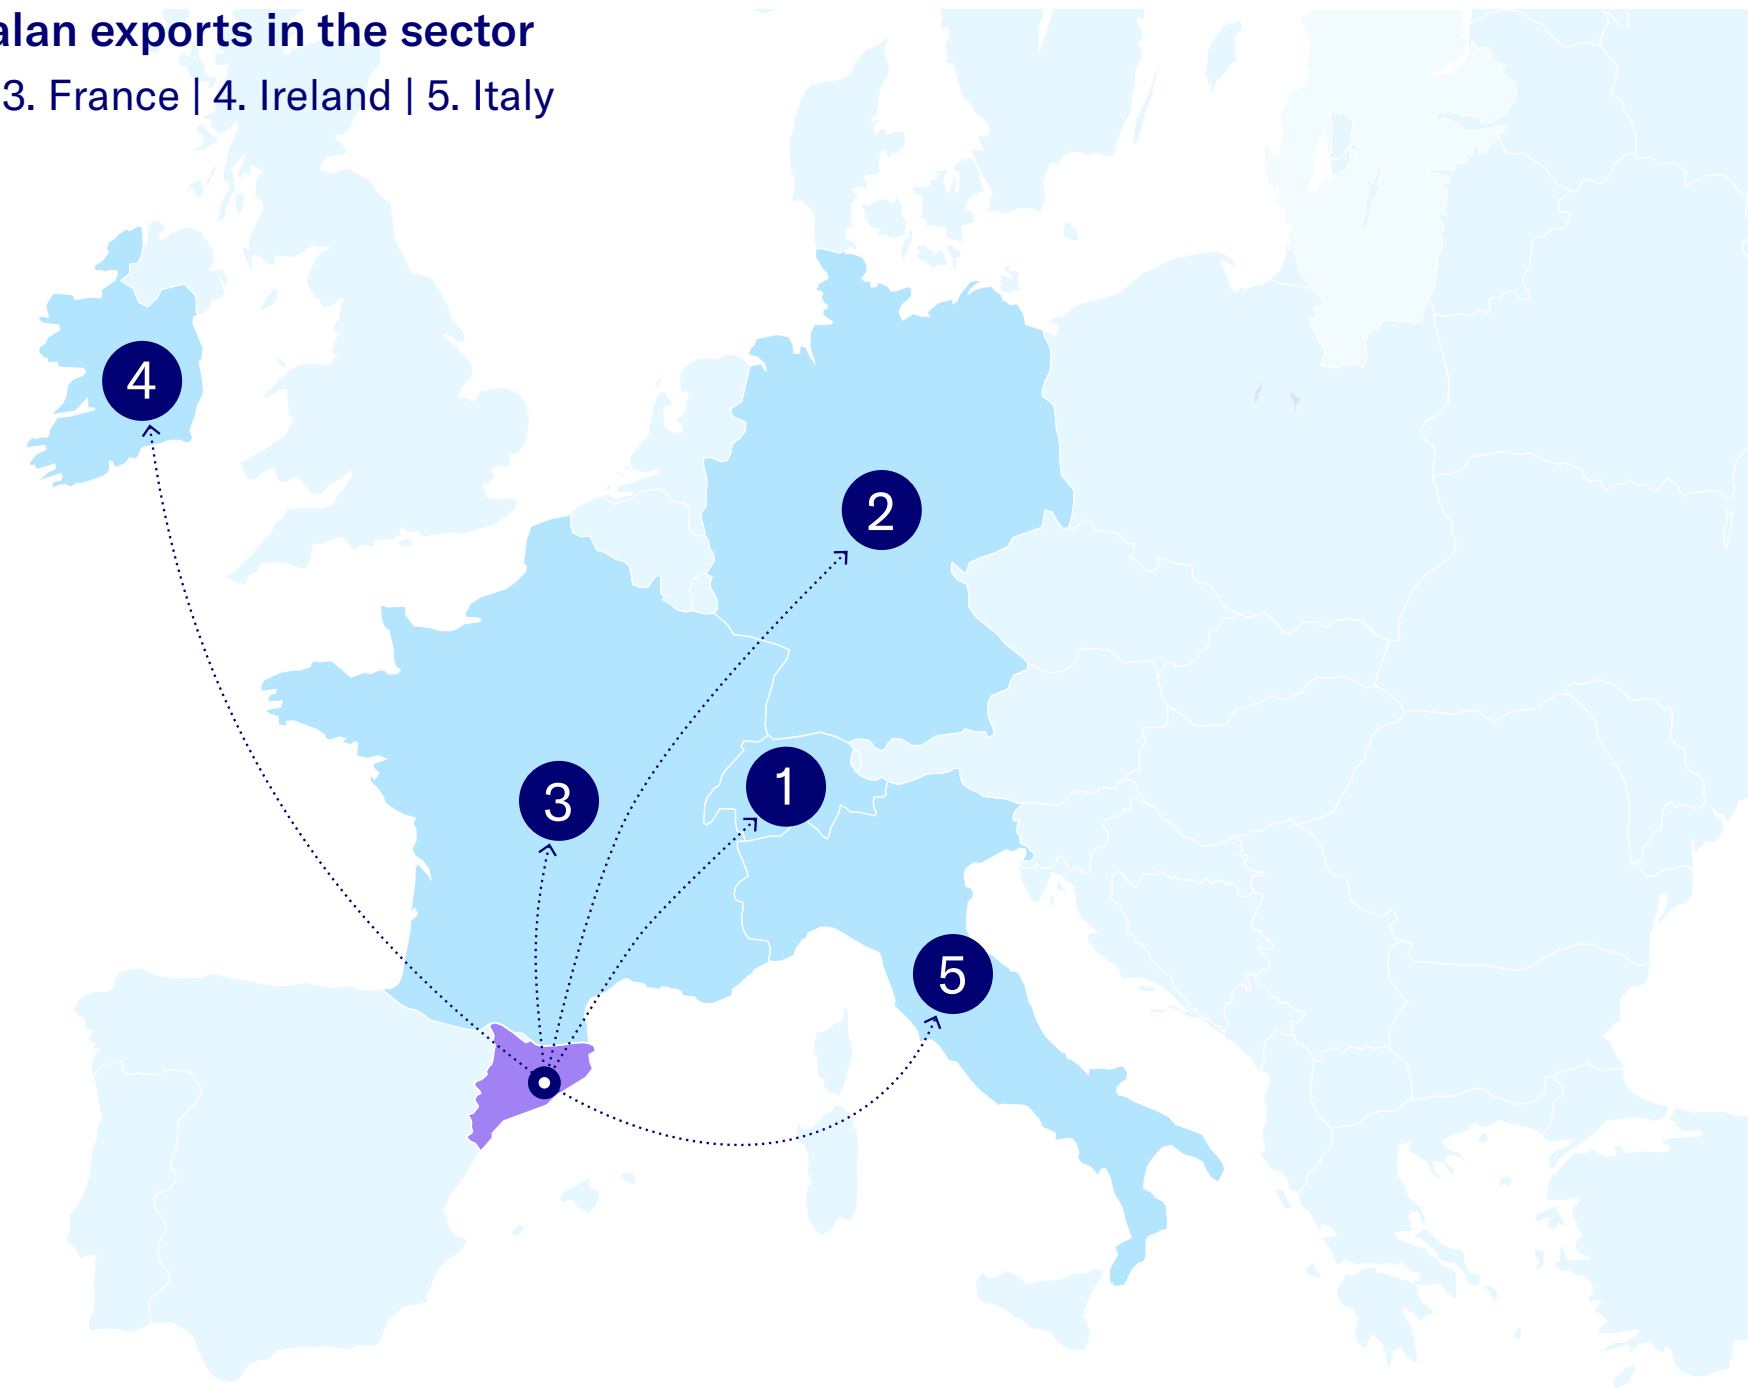 alan exports in the sector
3. France | 4. Ireland | 5. Italy
4
2
1
3
5